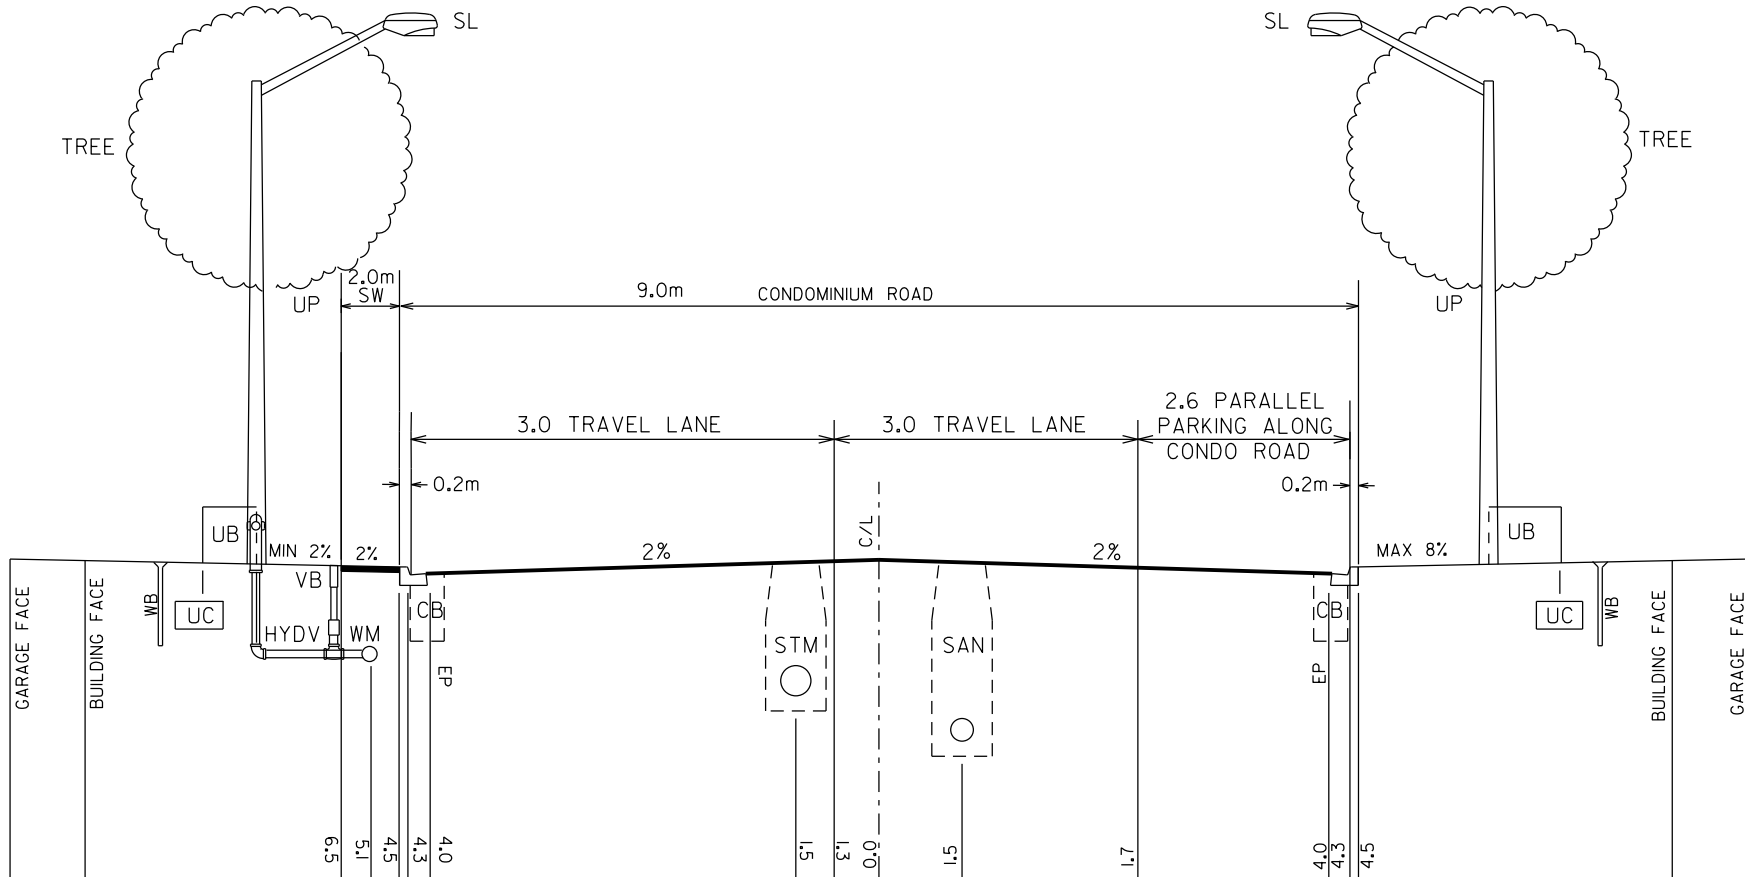 SL
SL
TREE
TREE
2.0m
SW
UP
9.0m
CONDOMINIUM ROAD
UP
3.0 TRAVEL LANE
3.0 TRAVEL LANE
2.6 PARALLEL
PARKING ALONG
CONDO ROAD
0.2m
0.2m
UB
C/L
UB
MIN 2%
2%
2%
2%
MAX 8%
VB
GARAGE FACE
BUILDING FACE
WB
UC
CB
CB
UC
WB
BUILDING FACE
GARAGE FACE
HYDV
WM
STM
SAN
EP
EP
6.5
5.1
4.5
4.3
4.0
1.5
1.3
0.0
1.5
1.7
4.0
4.3
4.5